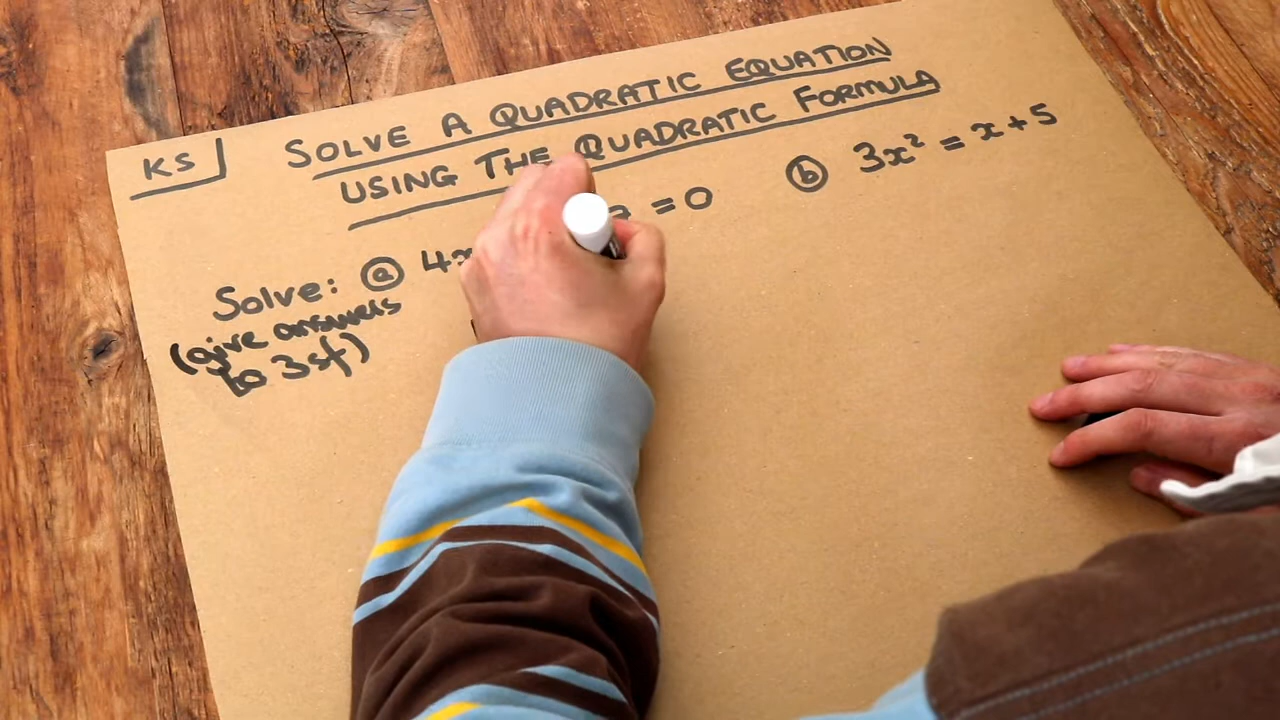 KS
SOLVE A QUADRATIC EQUATION
USING THE QUADRATIC FORMULA
Solve: ⓐ 4x = 0 ⓑ 3x² = x + 5
(give answers
to 3sf)